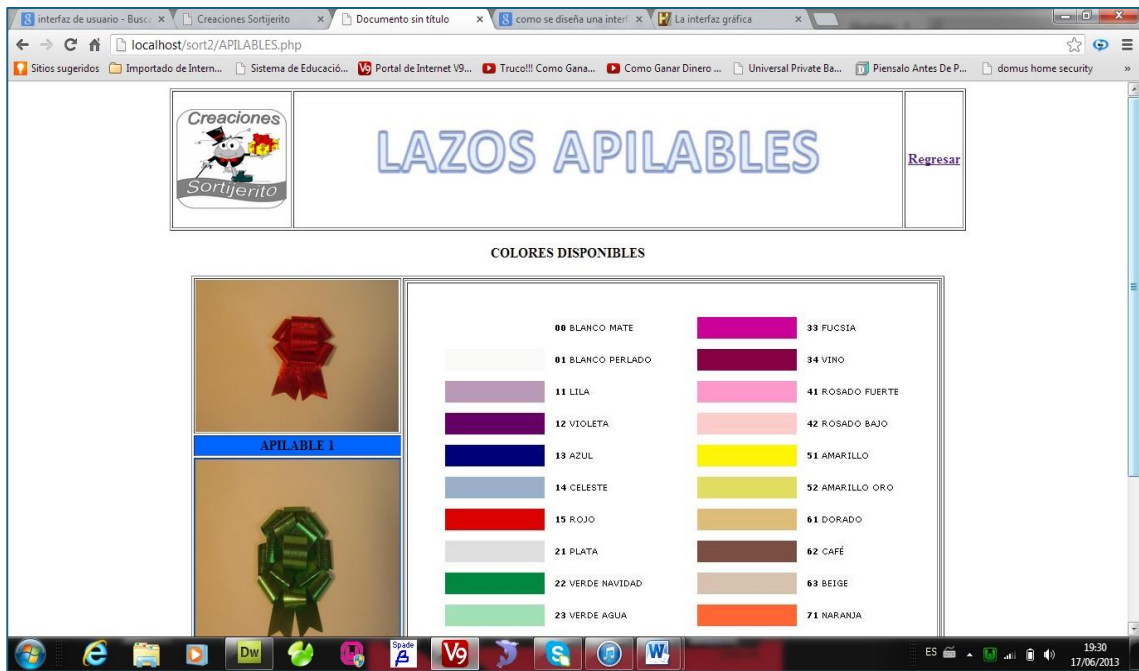 interfaz de usuario - Busc
Creaciones Sortijerito
Documento sin título
como se diseña una interf
La interfaz gráfica
localhost/sort2/APILABLES.php
Sitios sugeridos
Importado de Intern...
Sistema de Educació...
Portal de Internet V9...
Truco!!! Como Gana...
Como Ganar Dinero ...
Universal Private Ba...
Piensalo Antes De P...
domus home security
»
Creaciones
Sortijerito
LAZOS APILABLES
Regresar
COLORES DISPONIBLES
APILABLE 1
00 BLANCO MATE
01 BLANCO PERLADO
11 LILA
12 VIOLETA
13 AZUL
14 CELESTE
15 ROJO
21 PLATA
22 VERDE NAVIDAD
23 VERDE AGUA
33 FUCSIA
34 VINO
41 ROSADO FUERTE
42 ROSADO BAJO
51 AMARILLO
52 AMARILLO ORO
61 DORADO
62 CAFÉ
63 BEIGE
71 NARANJA
Dw
Spade
V9
S
W
ES
19:30
17/06/2013